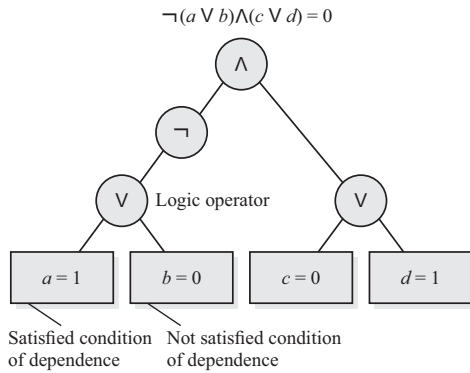 ¬(a ∨ b)∧(c ∨ d) = 0
∧
¬
∨
Logic operator
∨
a = 1
b = 0
c = 0
d = 1
Satisfied condition
of dependence
Not satisfied condition
of dependence